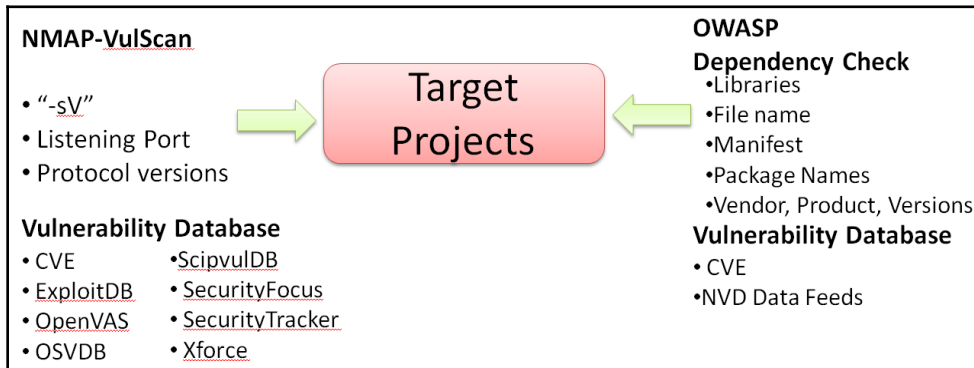 NMAP-VulScan
• “-sV”
• Listening Port
• Protocol versions
Vulnerability Database
• CVE
• ExploitDB
• OpenVAS
• OSVDB
•ScipvulDB
• SecurityFocus
• SecurityTracker
• Xforce
Target
Projects
OWASP
Dependency Check
•Libraries
•File name
•Manifest
•Package Names
•Vendor, Product, Versions
Vulnerability Database
• CVE
•NVD Data Feeds